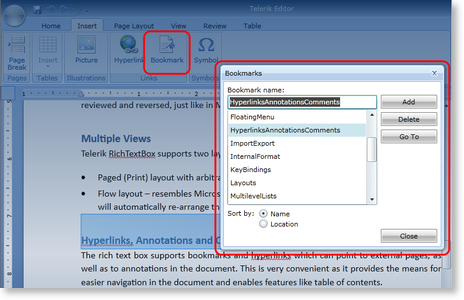 Telerik Editor
Home Insert Page Layout View Review Table
Page Break Insert Picture Hyperlink Bookmark Symbol
Pages Tables Illustrations Links
reviewed and reversed, just like in M
Multiple Views
Telerik RichTextBox supports two lay
Paged (Print) layout with arbitra
Flow layout – resembles Micros
will automatically re-arrange th
Hyperlinks, Annotations and C
The rich text box supports bookmarks and hyperlinks which can point to external pages, as
well as to annotations in the document. This is very convenient as it provides the means for
easier navigation in the document and enables features like table of contents.
Bookmarks
Bookmark name:
HyperlinksAnnotationsComments
FloatingMenu
HyperlinksAnnotationsComments
ImportExport
InternalFormat
KeyBindings
Layouts
MultilevelLists
Add
Delete
Go To
Sort by: Name
Location
Close